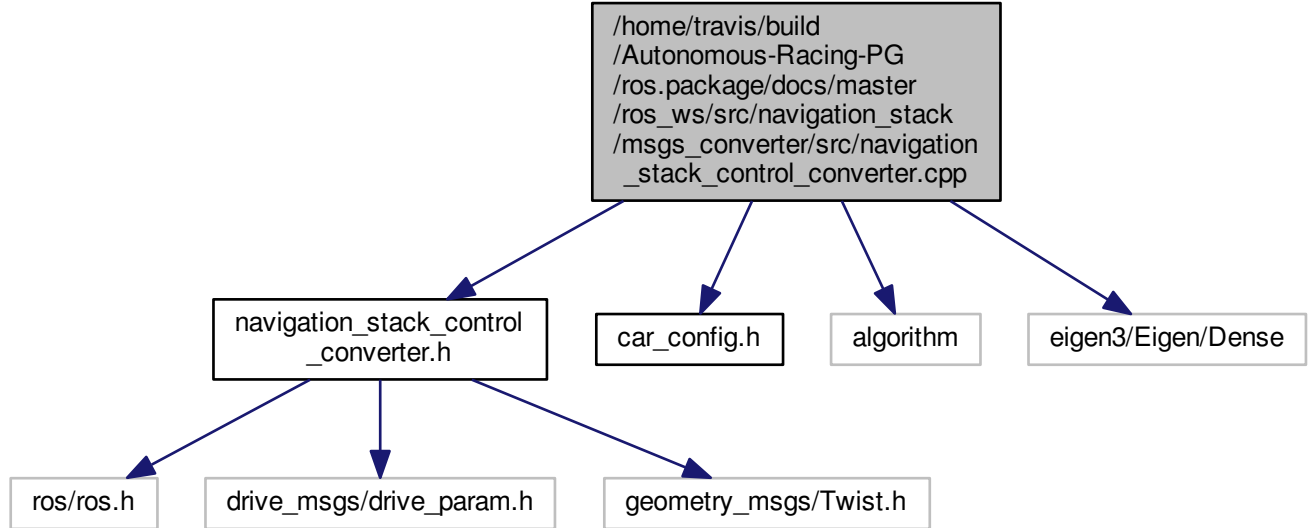 /home/travis/build
/Autonomous-Racing-PG
/ros.package/docs/master
/ros_ws/src/navigation_stack
/msgs_converter/src/navigation
_stack_control_converter.cpp
navigation_stack_control
_converter.h
car_config.h
algorithm
eigen3/Eigen/Dense
ros/ros.h
drive_msgs/drive_param.h
geometry_msgs/Twist.h